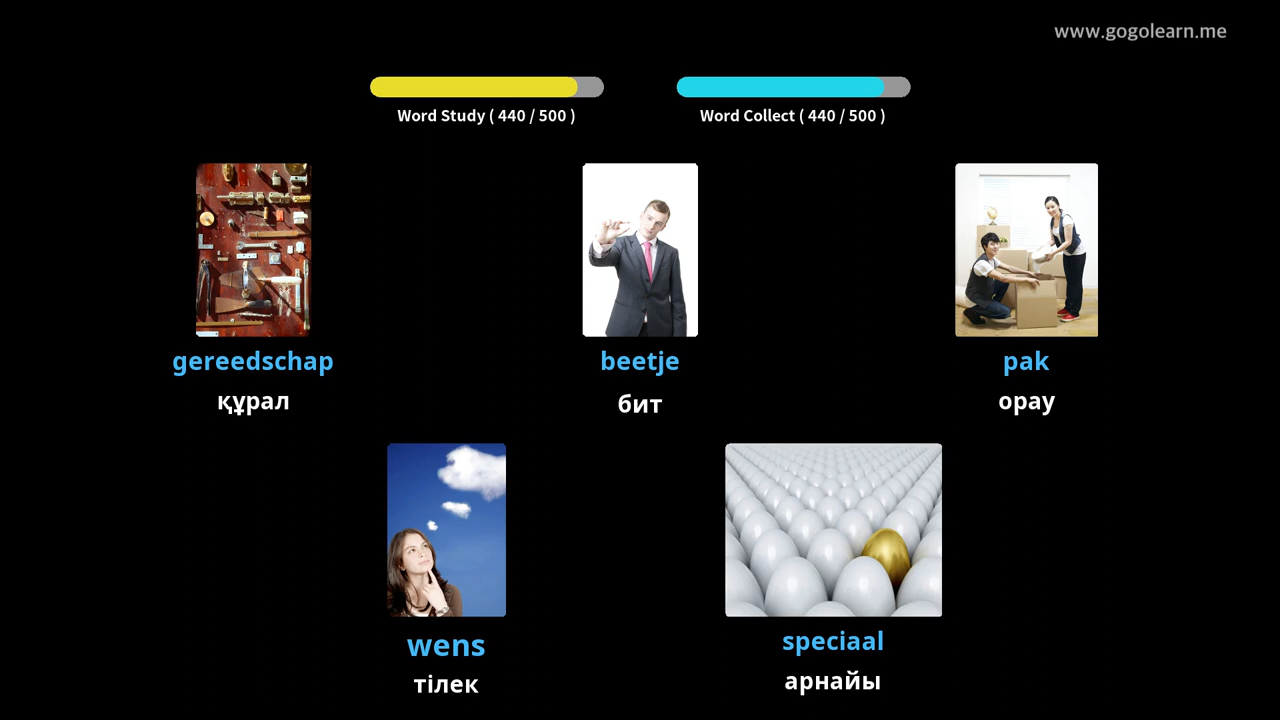 www.gogolearn.me
Word Study ( 440 / 500 )
Word Collect ( 440 / 500 )
gereedschap
құрал
beetje
бит
pak
орау
wens
тілек
speciaal
арнайы